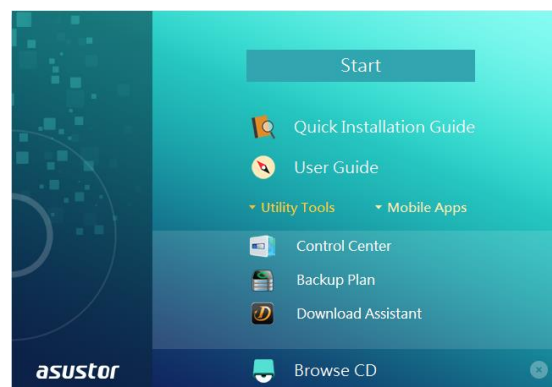 Start
Quick Installation Guide
User Guide
Utility Tools Mobile Apps
Control Center
Backup Plan
Download Assistant
asustor
Browse CD